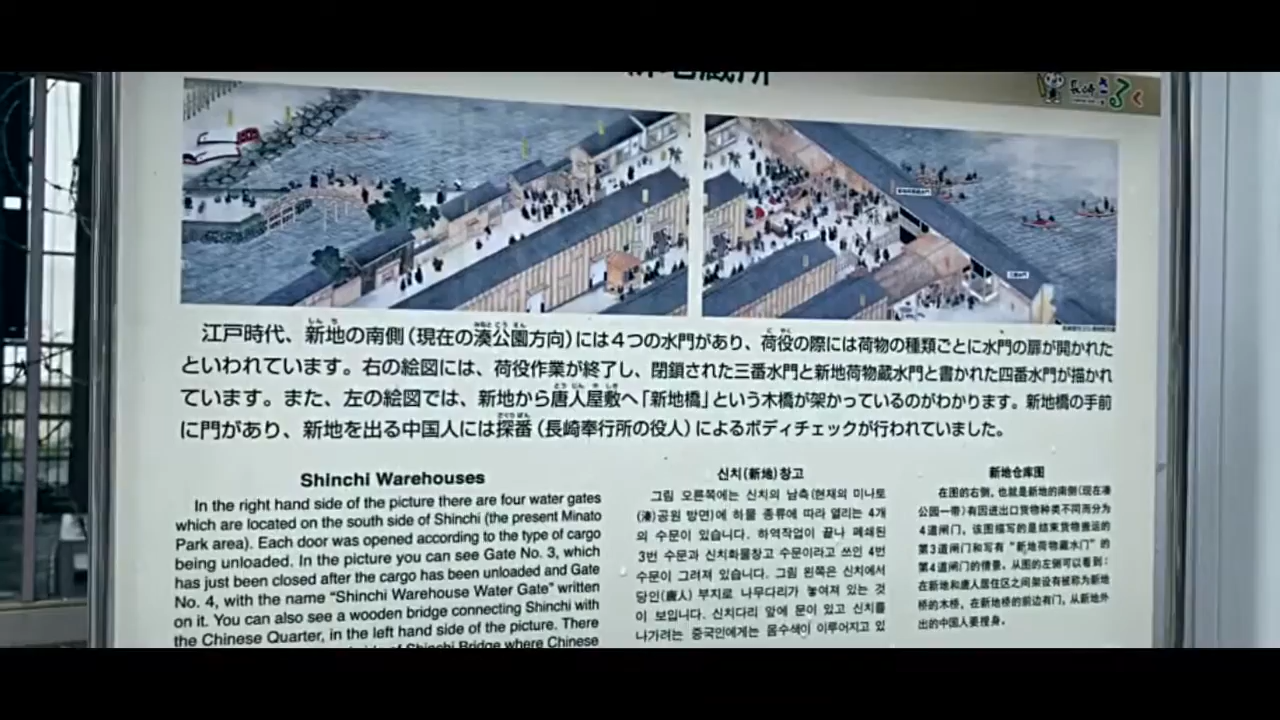 長崎さるく
江戸時代、新地の南側（現在の湊公園方向）には４つの水門があり、荷役の際には荷物の種類ごとに水門の扉が開かれた
といわれています。右の絵図には、荷役作業が終了し、閉鎖された三番水門と新地荷物蔵水門と書かれた四番水門が描かれ
ています。また、左の絵図では、新地から唐人屋敷へ「新地橋」という木橋が架かっているのがわかります。新地橋の手前
に門があり、新地を出る中国人には探番（長崎奉行所の役人）によるボディチェックが行われていました。
Shinchi Warehouses
In the right hand side of the picture there are four water gates
which are located on the south side of Shinchi (the present Minato
Park area). Each door was opened according to the type of cargo
being unloaded. In the picture you can see Gate No. 3, which
has just been closed after the cargo has been unloaded and Gate
No. 4, with the name “Shinchi Warehouse Water Gate” written
on it. You can also see a wooden bridge connecting Shinchi with
the Chinese Quarter, in the left hand side of the picture. There
of Shinchi Bridge where Chinese
신치(新地)창고
그림 오른쪽에는 신치의 남측(현재의 미나토
(湊)공원 방면)에 하물 종류에 따라 열리는 4개
의 수문이 있습니다. 하역작업이 끝나 폐쇄된
3번 수문과 신치화물창고 수문이라고 쓰인 4번
수문이 그려져 있습니다. 그림 왼쪽은 신치에서
당인(唐人) 부지로 나무다리가 놓여져 있는 것
이 보입니다. 신치다리 앞에 문이 있고 신치를
나가려는 중국인에게는 몸수색이 이루어지고 있
新地仓库图
在图的右侧，也就是新地的南侧(现在湊
公园一带)有因进出口货物种类不同而分为
4道闸门，该图描写的是结束货物搬运的
第3道闸门和写有“新地荷物藏水门”的
第4道闸门的情景。从图的左侧可以看到：
在新地和唐人居住区之间架设有被称为新地
桥的木桥，在新地桥的前边有门，从新地外
出的中国人要搜身。